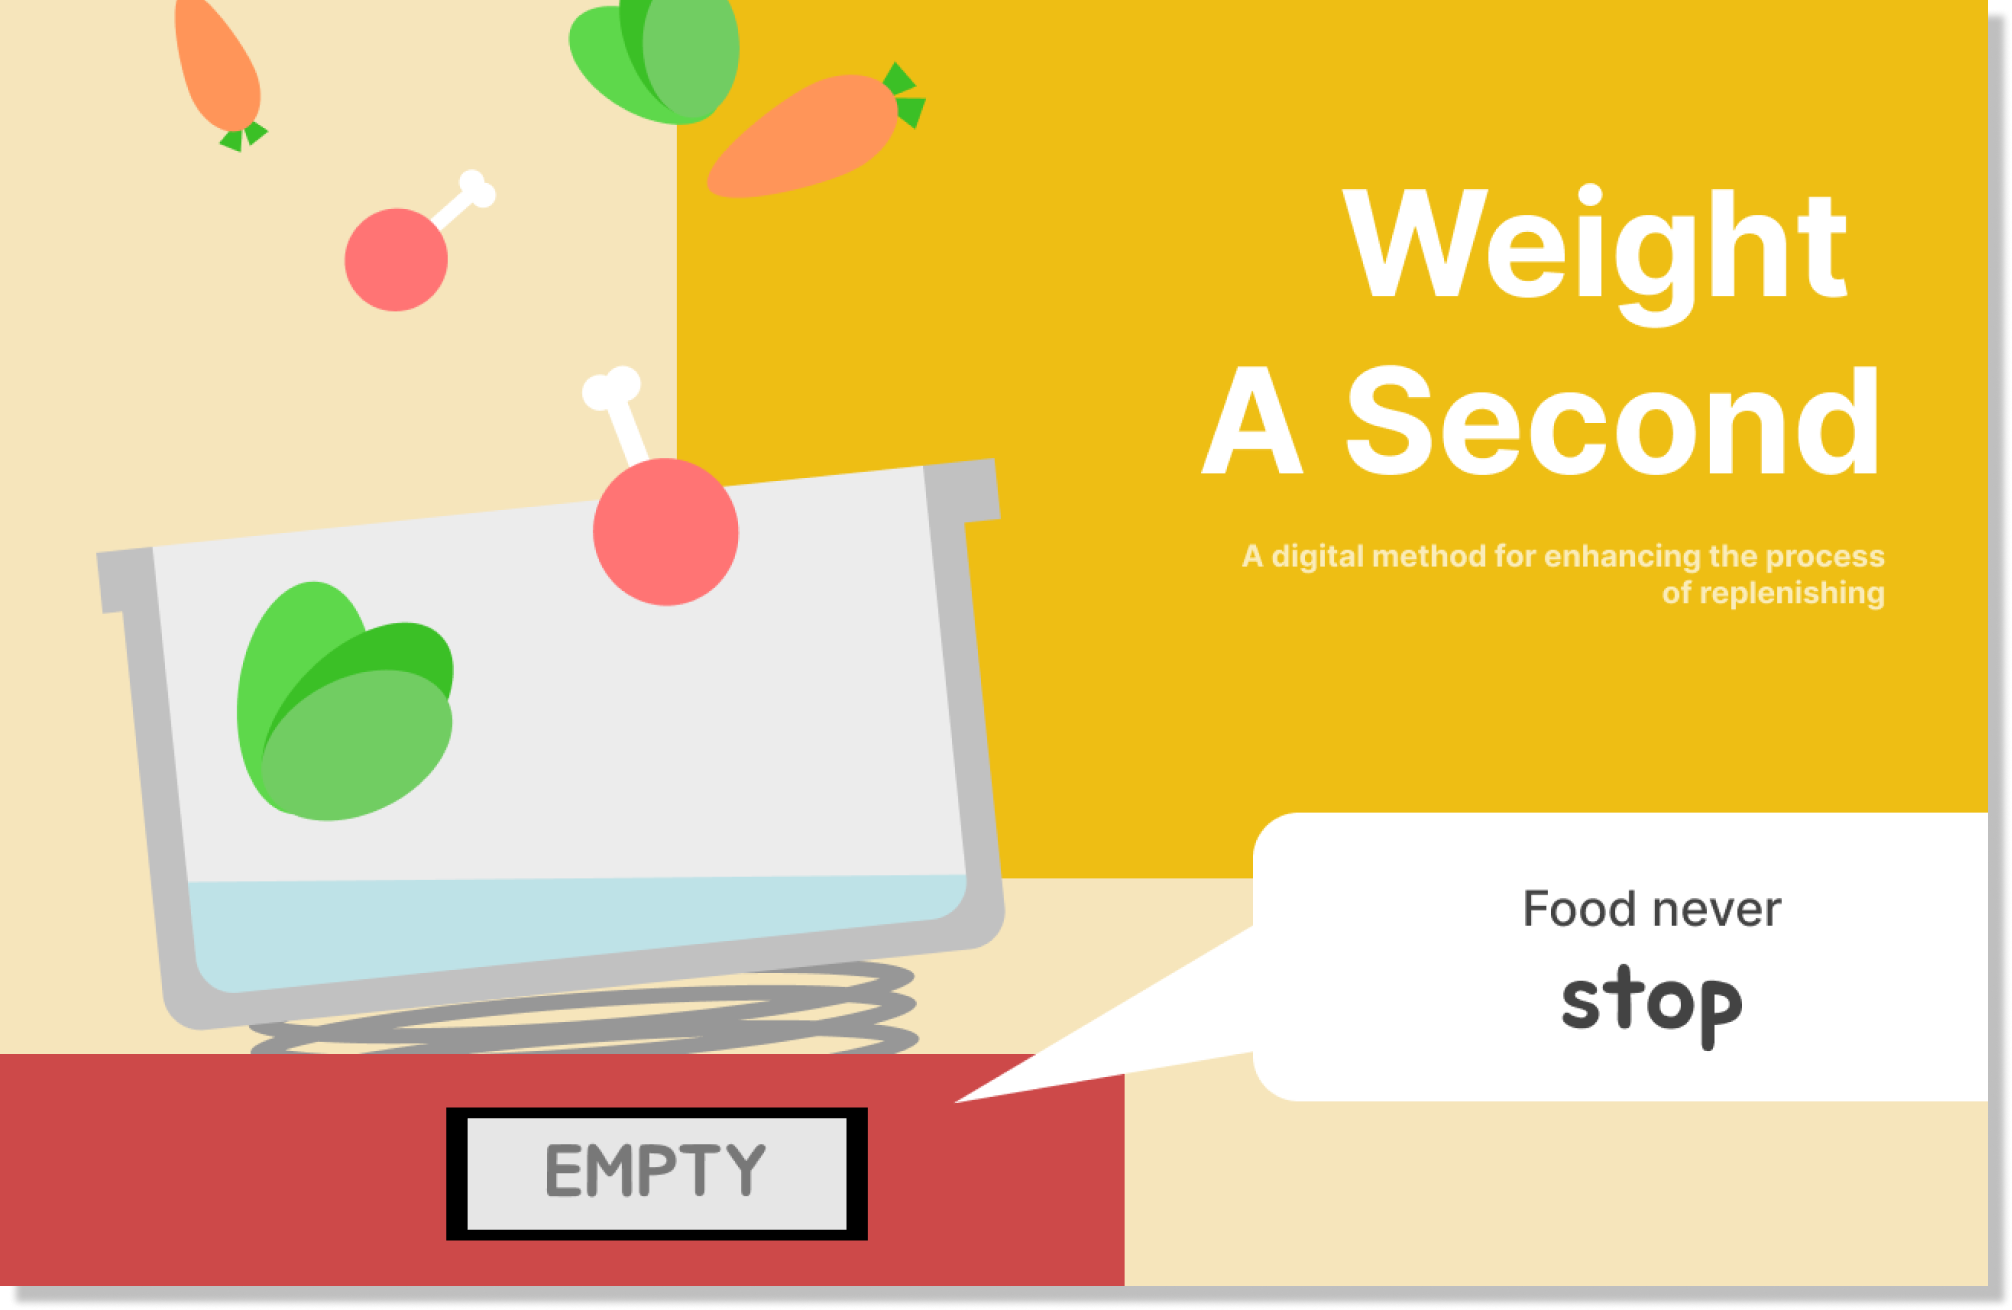 Weight
A Second
A digital method for enhancing the process
of replenishing
Food never
stop
EMPTY